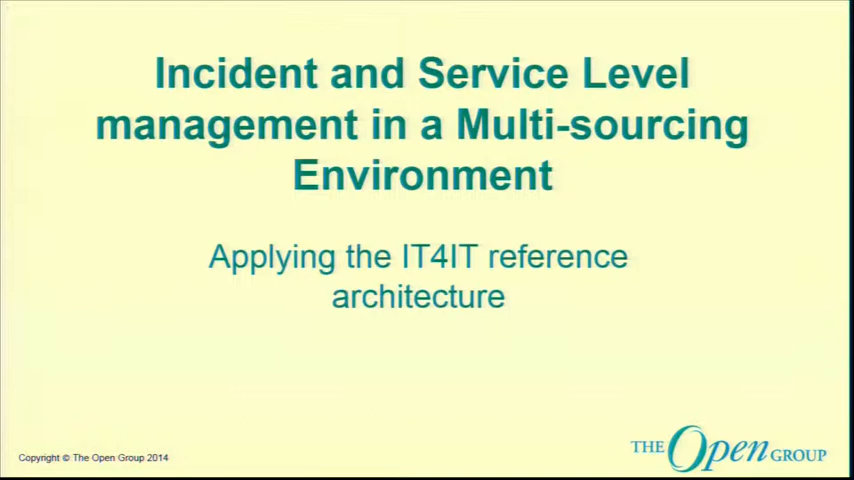 Incident and Service Level
management in a Multi-sourcing
Environment
Applying the IT4IT reference
architecture
Copyright © The Open Group 2014
THE Open GROUP